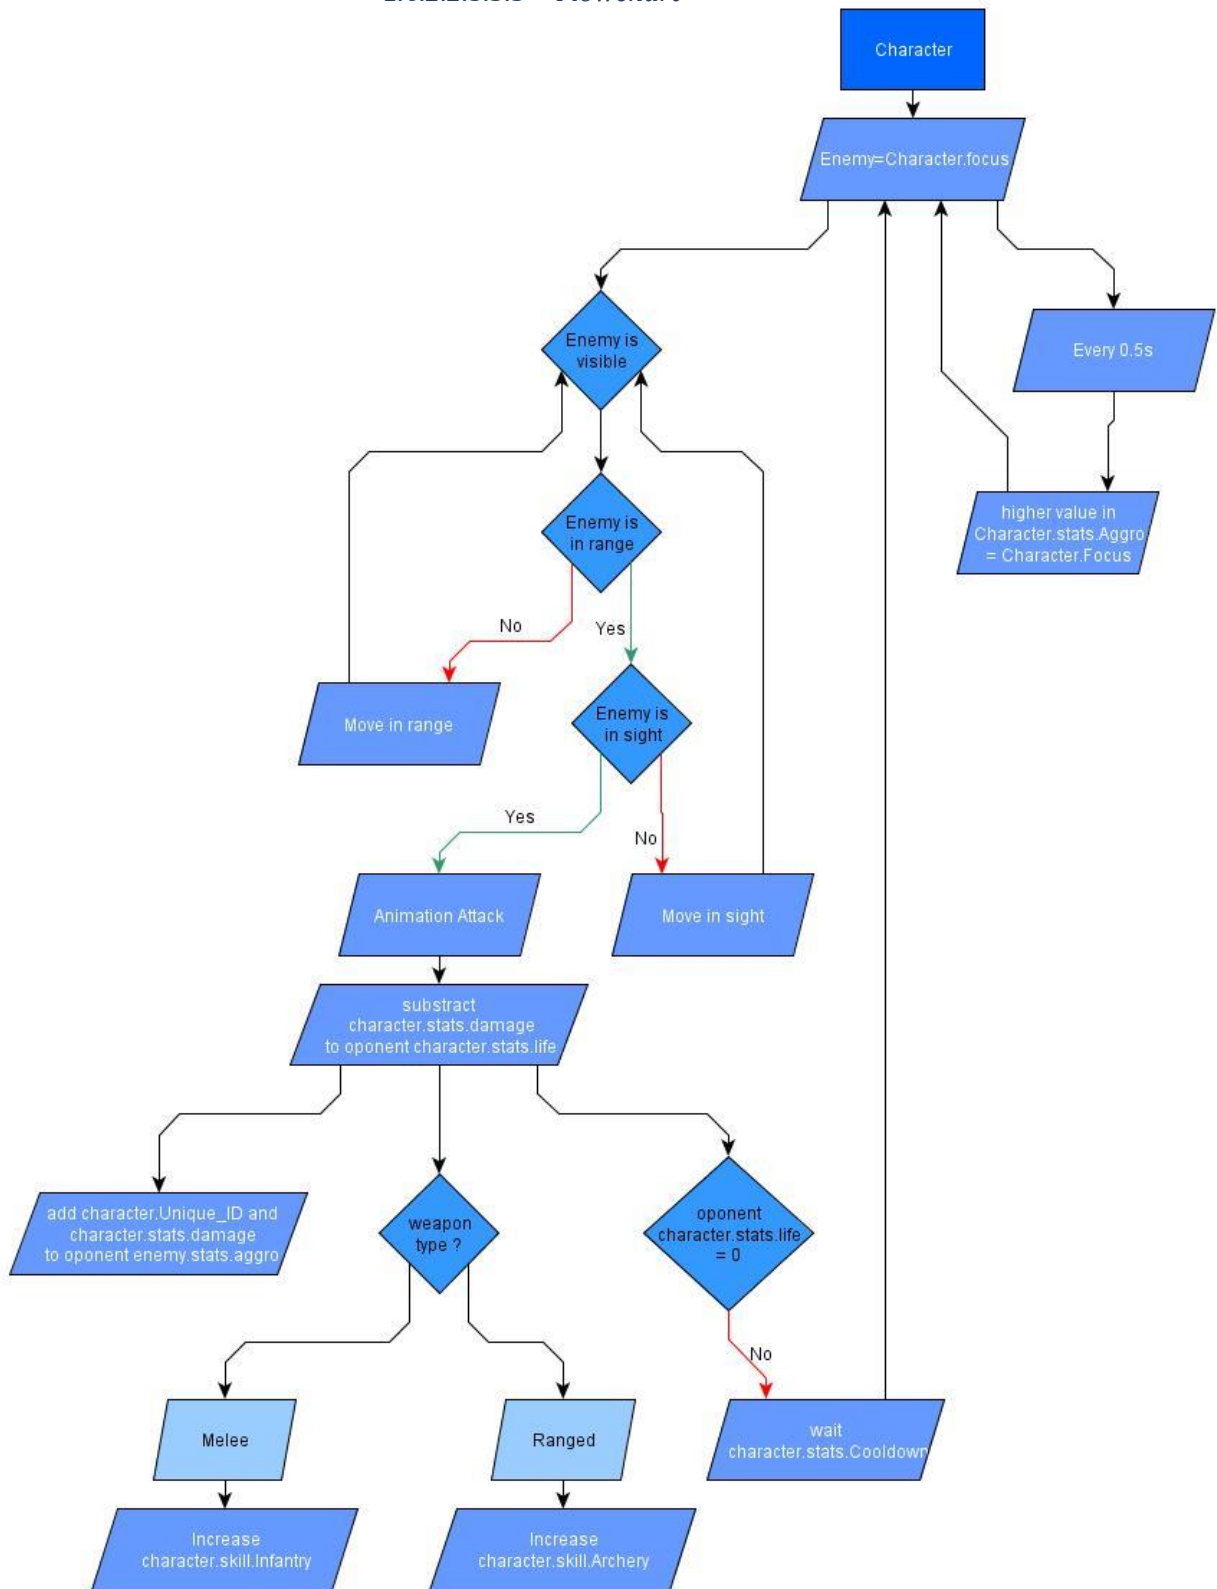 Character
Enemy=Character.focus
Enemy is
visible
Every 0.5s
Enemy is
in range
higher value in
Character.stats.Aggro
= Character.Focus
No
Yes
Move in range
Enemy is
in sight
Yes
No
Animation Attack
Move in sight
substract
character.stats.damage
to oponent character.stats.life
add character.Unique_ID and
character.stats.damage
to oponent enemy.stats.aggro
weapon
type ?
oponent
character.stats.life
= 0
No
Melee
Ranged
wait
character.stats.Cooldown
Increase
character.skill.Infantry
Increase
character.skill.Archery